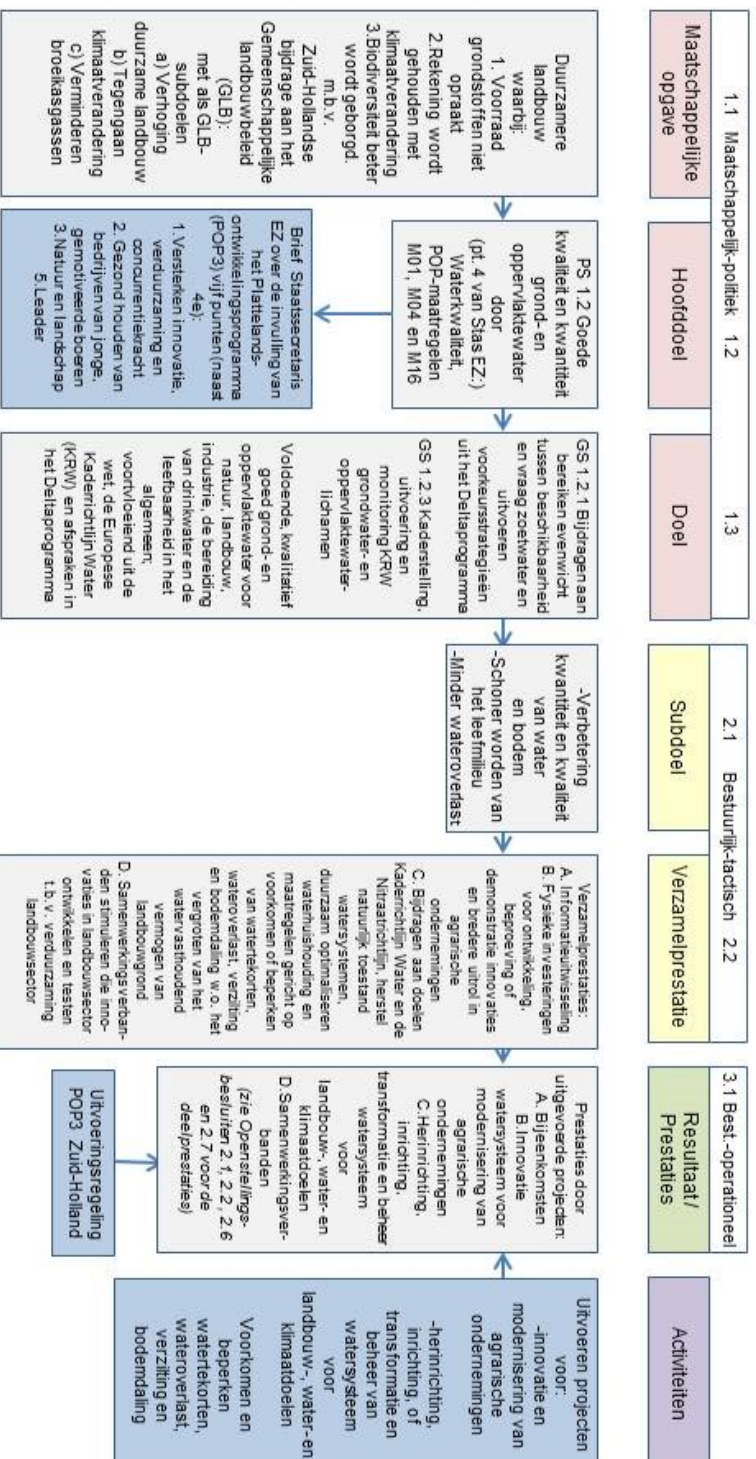 1.1 Maatschappelijk-politiek 1.2
1.3
2.1 Bestuurlijk-tactisch 2.2
3.1 Best.-operationeel
Maatschappelijke
opgave
Hoofddoel
Doel
Subdoel
Verzamelprestatie
Resultaat/
Prestaties
Activiteiten
Duurzamere
landbouw
waarbij:
1. Voorraad
grondstoffen niet
opraakt
2.Rekening wordt
gehouden met
klimaatverandering
3.Biodiversiteit beter
wordt geborgd.
m.b.v.
Zuid-Hollandse
bijdrage aan het
Gemeenschappelijke
landbouwbeleid
(GLB):
met als GLB-
subdoelen
a) Verhoging
duurzame landbouw
b) Tegengaan
klimaatverandering
c) Verminderen
broeikasgassen
PS 1.2 Goede
kwaliteit en kwantiteit
grond- en
oppervlaktewater
door
(pt. 4 van Stas EZ:)
Waterkwaliteit,
POP-maatregelen
M01, M04 en M16
Brief Staatssecretaris
EZ over de invulling van
het Plattelands-
ontwikkelingsprogramma
(POP3) vijf punten (naast
4e):
1.Versterken innovatie,
verduurzaming en
concurrentiekracht
2. Gezond houden van
bedrijven van jonge,
gemotiveerde boeren
3.Natuur en landschap
5.Leader
GS 1.2.1 Bijdragen aan
bereiken evenwicht
tussen beschikbaarheid
en vraag zoetwater en
uitvoeren
voorkeursstrategieën
uit het Deltaprogramma
GS 1.2.3 Kaderstelling,
uitvoering en
monitoring KRW
grondwater- en
oppervlaktewater-
lichamen
Voldoende, kwalitatief
goed grond- en
oppervlaktewater voor
natuur, landbouw,
industrie, de bereiding
van drinkwater en de
leefbaarheid in het
algemeen;
voortvloeiend uit de
wet, de Europese
Kaderrichtlijn Water
(KRW) en afspraken in
het Deltaprogramma
-Verbetering
kwantiteit en kwaliteit
van water
en bodem
-Schoner worden van
het leefmilieu
-Minder wateroverlast
Verzamelprestaties:
A. Informatieuitwisseling
B. Fysieke investeringen
voor ontwikkeling,
beproeving of
demonstratie innovaties
en bredere uitrol in
agrarische
ondernemingen
C. Bijdragen aan doelen
Kaderrichtlijn Water en de
Nitraatrichtlijn, herstel
natuurlijk toestand
watersystemen,
duurzaam optimaliseren
waterhuishouding en
maatregelen gericht op
voorkomen of beperken
van watertekorten,
wateroverlast, verzilting
en bodemdaling w.o. het
vergroten van het
watervasthoudend
vermogen van
landbouwgrond
D. Samenwerkingsverban-
den stimuleren die inno-
vaties in landbouwsector
ontwikkelen en testen
t.b.v. verduurzaming
landbouwsector
Prestaties door
uitgevoerde projecten:
A. Bijeenkomsten
B.Innovatie
watersysteem voor
modernisering van
agrarische
ondernemingen
C.Herinrichting,
inrichting,
transformatie en beheer
watersysteem
voor
landbouw-, water- en
klimaatdoelen
D.Samenwerkingsver-
banden
(zie Openstellings-
besluiten 2.1, 2.2 , 2.6
en 2.7 voor de
deelprestaties)
Uitvoeringsregeling
POP3 Zuid-Holland
Uitvoeren projecten
voor:
-innovatie en
modernisering van
agrarische
ondernemingen
-herinrichting,
inrichting, of
transformatie en
beheer van
watersysteem
voor
landbouw-, water- en
klimaatdoelen
Voorkomen en
beperken
watertekorten,
wateroverlast,
verzilting en
bodemdaling